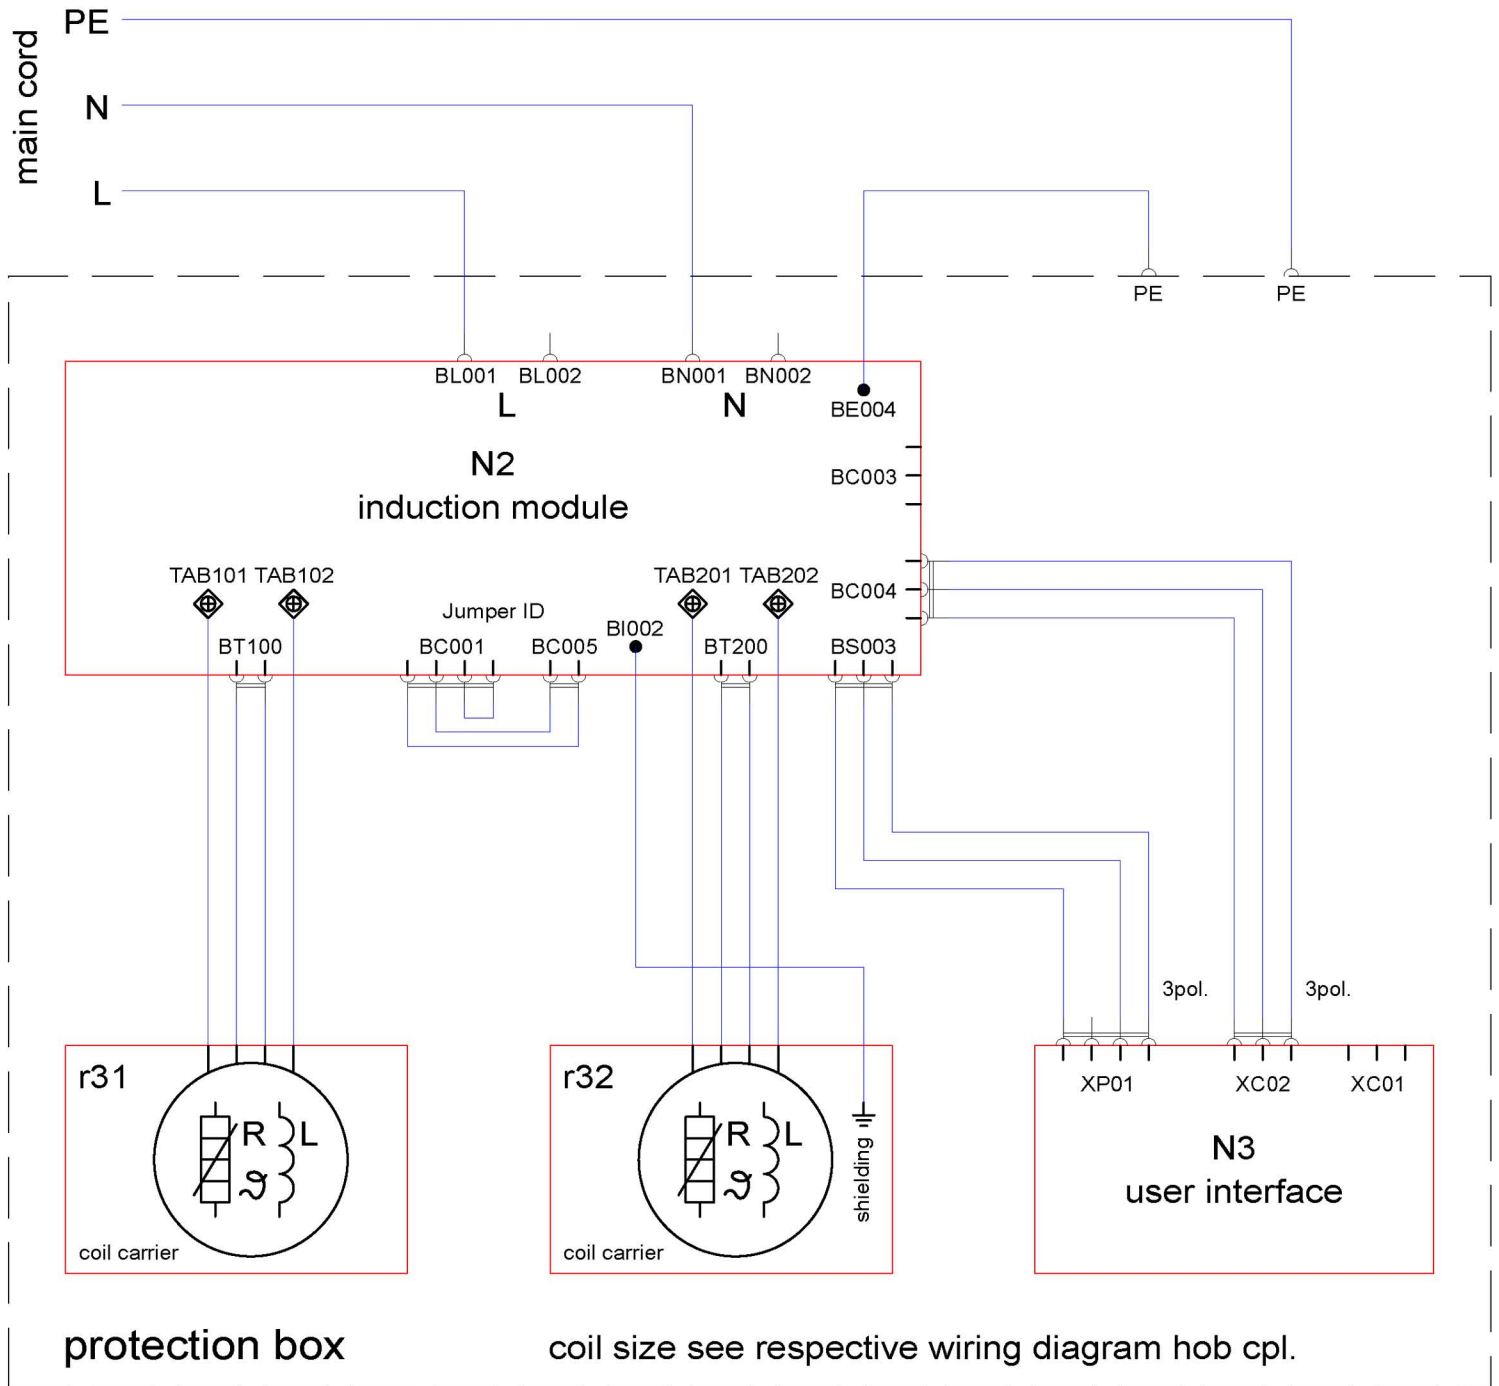 main cord
PE
N
L
PE PE
BL001 BL002 BN001 BN002
L N
BE004
N2
induction module
BC003
TAB101 TAB102 TAB201 TAB202
BC004
Jumper ID
BI002
BT100 BC001 BC005 BT200 BS003
3pol. 3pol.
r31
R L
ϑ
coil carrier
r32
R L
ϑ
shielding
coil carrier
XP01 XC02 XC01
N3
user interface
protection box
coil size see respective wiring diagram hob cpl.